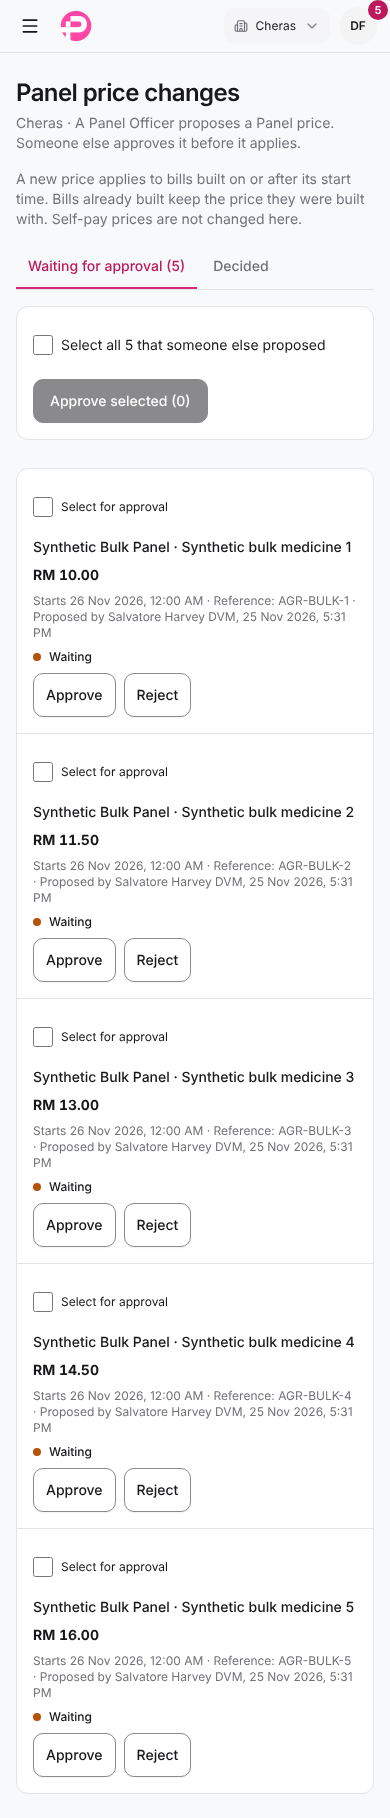 Cheras
DF
5
Panel price changes
Cheras · A Panel Officer proposes a Panel price.
Someone else approves it before it applies.
A new price applies to bills built on or after its start
time. Bills already built keep the price they were built
with. Self-pay prices are not changed here.
Waiting for approval (5)
Decided
Select all 5 that someone else proposed
Approve selected (0)
Select for approval
Synthetic Bulk Panel · Synthetic bulk medicine 1
RM 10.00
Starts 26 Nov 2026, 12:00 AM · Reference: AGR-BULK-1 ·
Proposed by Salvatore Harvey DVM, 25 Nov 2026, 5:31
PM
Waiting
Approve
Reject
Select for approval
Synthetic Bulk Panel · Synthetic bulk medicine 2
RM 11.50
Starts 26 Nov 2026, 12:00 AM · Reference: AGR-BULK-2
· Proposed by Salvatore Harvey DVM, 25 Nov 2026, 5:31
PM
Waiting
Approve
Reject
Select for approval
Synthetic Bulk Panel · Synthetic bulk medicine 3
RM 13.00
Starts 26 Nov 2026, 12:00 AM · Reference: AGR-BULK-3
· Proposed by Salvatore Harvey DVM, 25 Nov 2026, 5:31
PM
Waiting
Approve
Reject
Select for approval
Synthetic Bulk Panel · Synthetic bulk medicine 4
RM 14.50
Starts 26 Nov 2026, 12:00 AM · Reference: AGR-BULK-4
· Proposed by Salvatore Harvey DVM, 25 Nov 2026, 5:31
PM
Waiting
Approve
Reject
Select for approval
Synthetic Bulk Panel · Synthetic bulk medicine 5
RM 16.00
Starts 26 Nov 2026, 12:00 AM · Reference: AGR-BULK-5
· Proposed by Salvatore Harvey DVM, 25 Nov 2026, 5:31
PM
Waiting
Approve
Reject